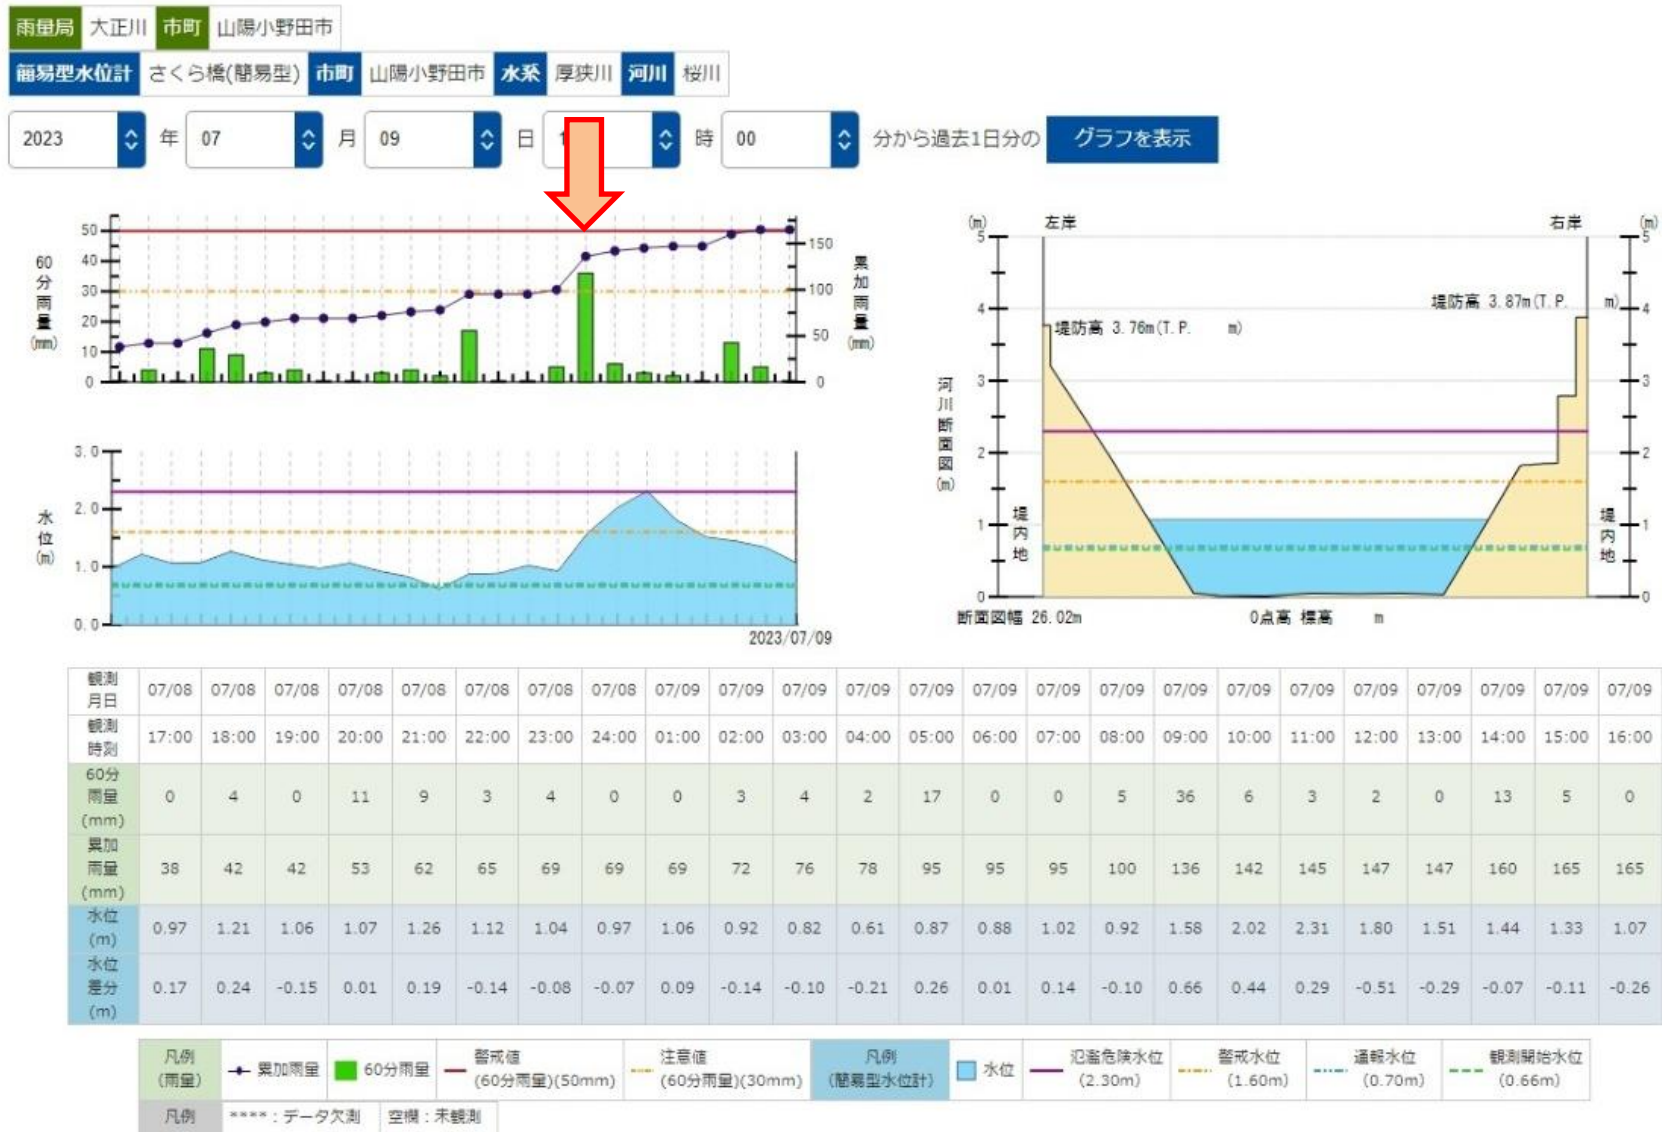 雨量局 大正川 市町 山陽小野田市
簡易型水位計 さくら橋(簡易型) 市町 山陽小野田市 水系 厚狭川 河川 桜川
2023 年 07 月 09 日 時 00 分から過去1日分の グラフを表示
60分雨量(mm)
50
40
30
20
10
0
150
100
50
0
累加雨量(mm)
水位(m)
3.0
2.0
1.0
0.0
2023/07/09
(m) 左岸 右岸 (m)
5 5
4 堤防高 3.87m(T.P. m) 4
堤防高 3.76m(T.P. m)
河川断面図(m)
3 3
2 2
1 堤内地 堤内地 1
0 0
断面図幅 26.02m 0点高 標高 m
観測月日 07/08 07/08 07/08 07/08 07/08 07/08 07/08 07/08 07/09 07/09 07/09 07/09 07/09 07/09 07/09 07/09 07/09 07/09 07/09 07/09 07/09 07/09 07/09 07/09
観測時刻 17:00 18:00 19:00 20:00 21:00 22:00 23:00 24:00 01:00 02:00 03:00 04:00 05:00 06:00 07:00 08:00 09:00 10:00 11:00 12:00 13:00 14:00 15:00 16:00
60分雨量(mm) 0 4 0 11 9 3 4 0 0 3 4 2 17 0 0 5 36 6 3 2 0 13 5 0
累加雨量(mm) 38 42 42 53 62 65 69 69 69 72 76 78 95 95 95 100 136 142 145 147 147 160 165 165
水位(m) 0.97 1.21 1.06 1.07 1.26 1.12 1.04 0.97 1.06 0.92 0.82 0.61 0.87 0.88 1.02 0.92 1.58 2.02 2.31 1.80 1.51 1.44 1.33 1.07
水位差分(m) 0.17 0.24 -0.15 0.01 0.19 -0.14 -0.08 -0.07 0.09 -0.14 -0.10 -0.21 0.26 0.01 0.14 -0.10 0.66 0.44 0.29 -0.51 -0.29 -0.07 -0.11 -0.26
凡例(雨量) 累加雨量 60分雨量 警戒値(60分雨量)(50mm) 注意値(60分雨量)(30mm) 凡例(簡易型水位計) 水位 氾濫危険水位(2.30m) 警戒水位(1.60m) 通報水位(0.70m) 観測開始水位(0.66m)
凡例 ****:データ欠測 空欄:未観測